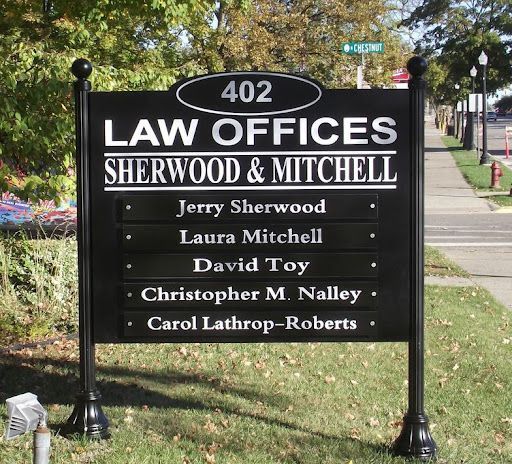 N CHESTNUT
402
LAW OFFICES
SHERWOOD & MITCHELL
Jerry Sherwood
Laura Mitchell
David Toy
Christopher M. Nalley
Carol Lathrop-Roberts